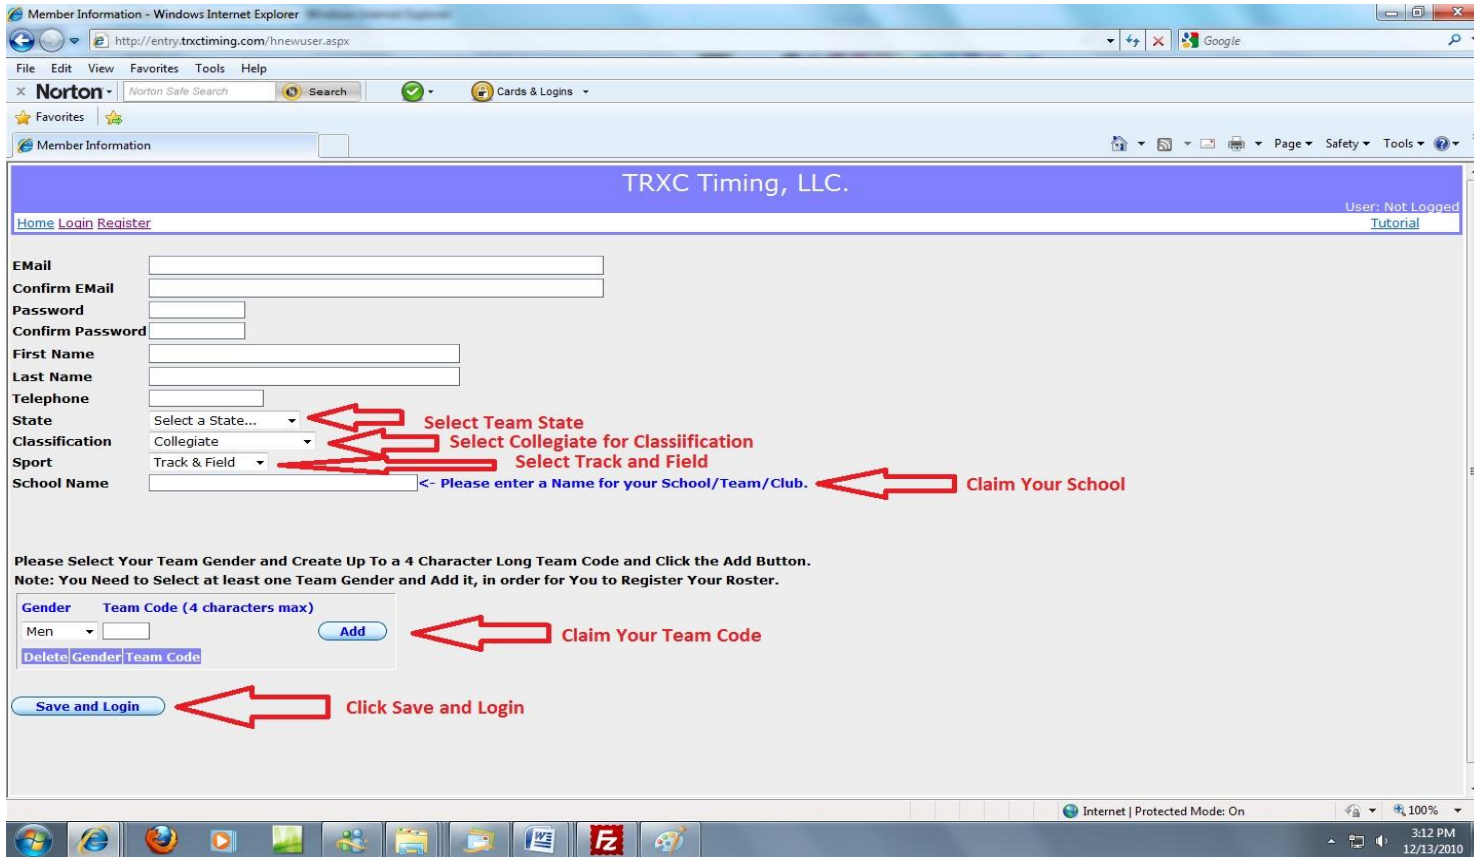 Member Information - Windows Internet Explorer
http://entry.trxctiming.com/hnewuser.aspx
Google
File Edit View Favorites Tools Help
x Norton Norton Safe Search Search Cards & Logins
Favorites
Member Information Page Safety Tools
TRXC Timing, LLC.
User: Not Logged
Home Login Register Tutorial
EMail
Confirm EMail
Password
Confirm Password
First Name
Last Name
Telephone
State Select a State... Select Team State
Classification Collegiate Select Collegiate for Classiification
Sport Track & Field Select Track and Field
School Name <- Please enter a Name for your School/Team/Club. Claim Your School
Please Select Your Team Gender and Create Up To a 4 Character Long Team Code and Click the Add Button.
Note: You Need to Select at least one Team Gender and Add it, in order for You to Register Your Roster.
Gender Team Code (4 characters max)
Men Add Claim Your Team Code
Delete Gender Team Code
Save and Login Click Save and Login
Internet | Protected Mode: On 100%
3:12 PM
12/13/2010